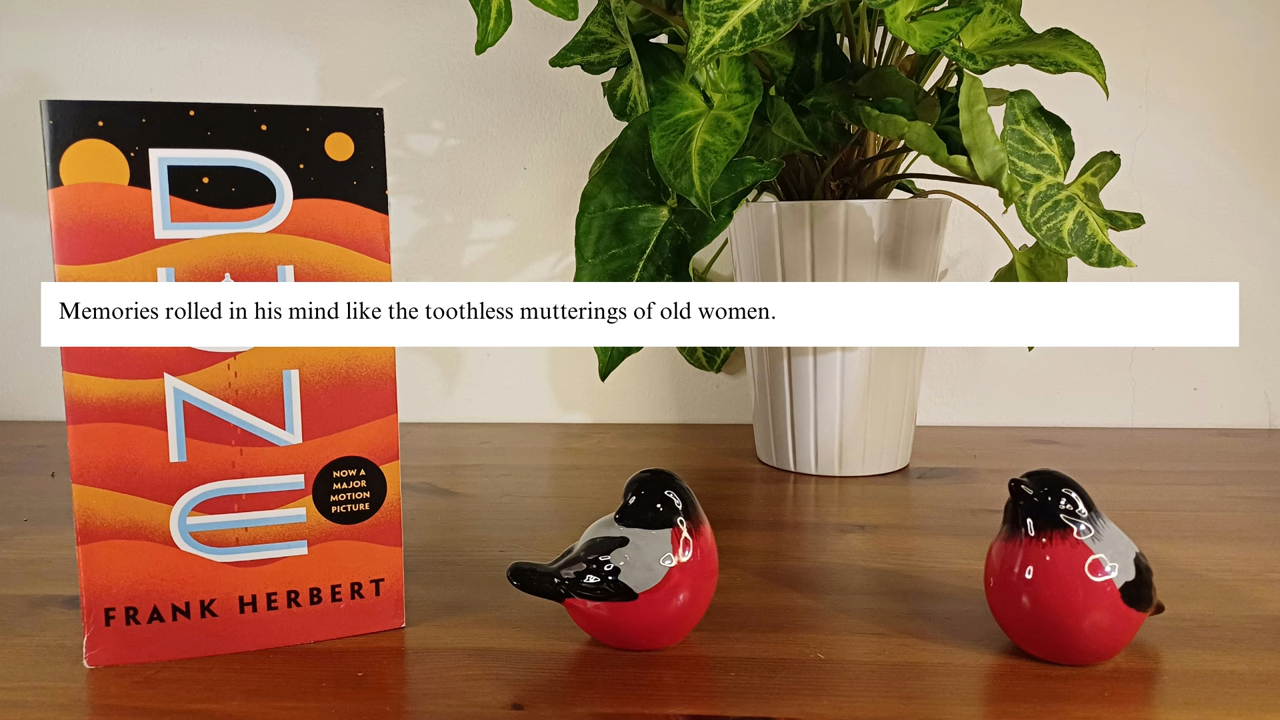 DUNE
Memories rolled in his mind like the toothless mutterings of old women.
NOW A
MAJOR
MOTION
PICTURE
FRANK HERBERT